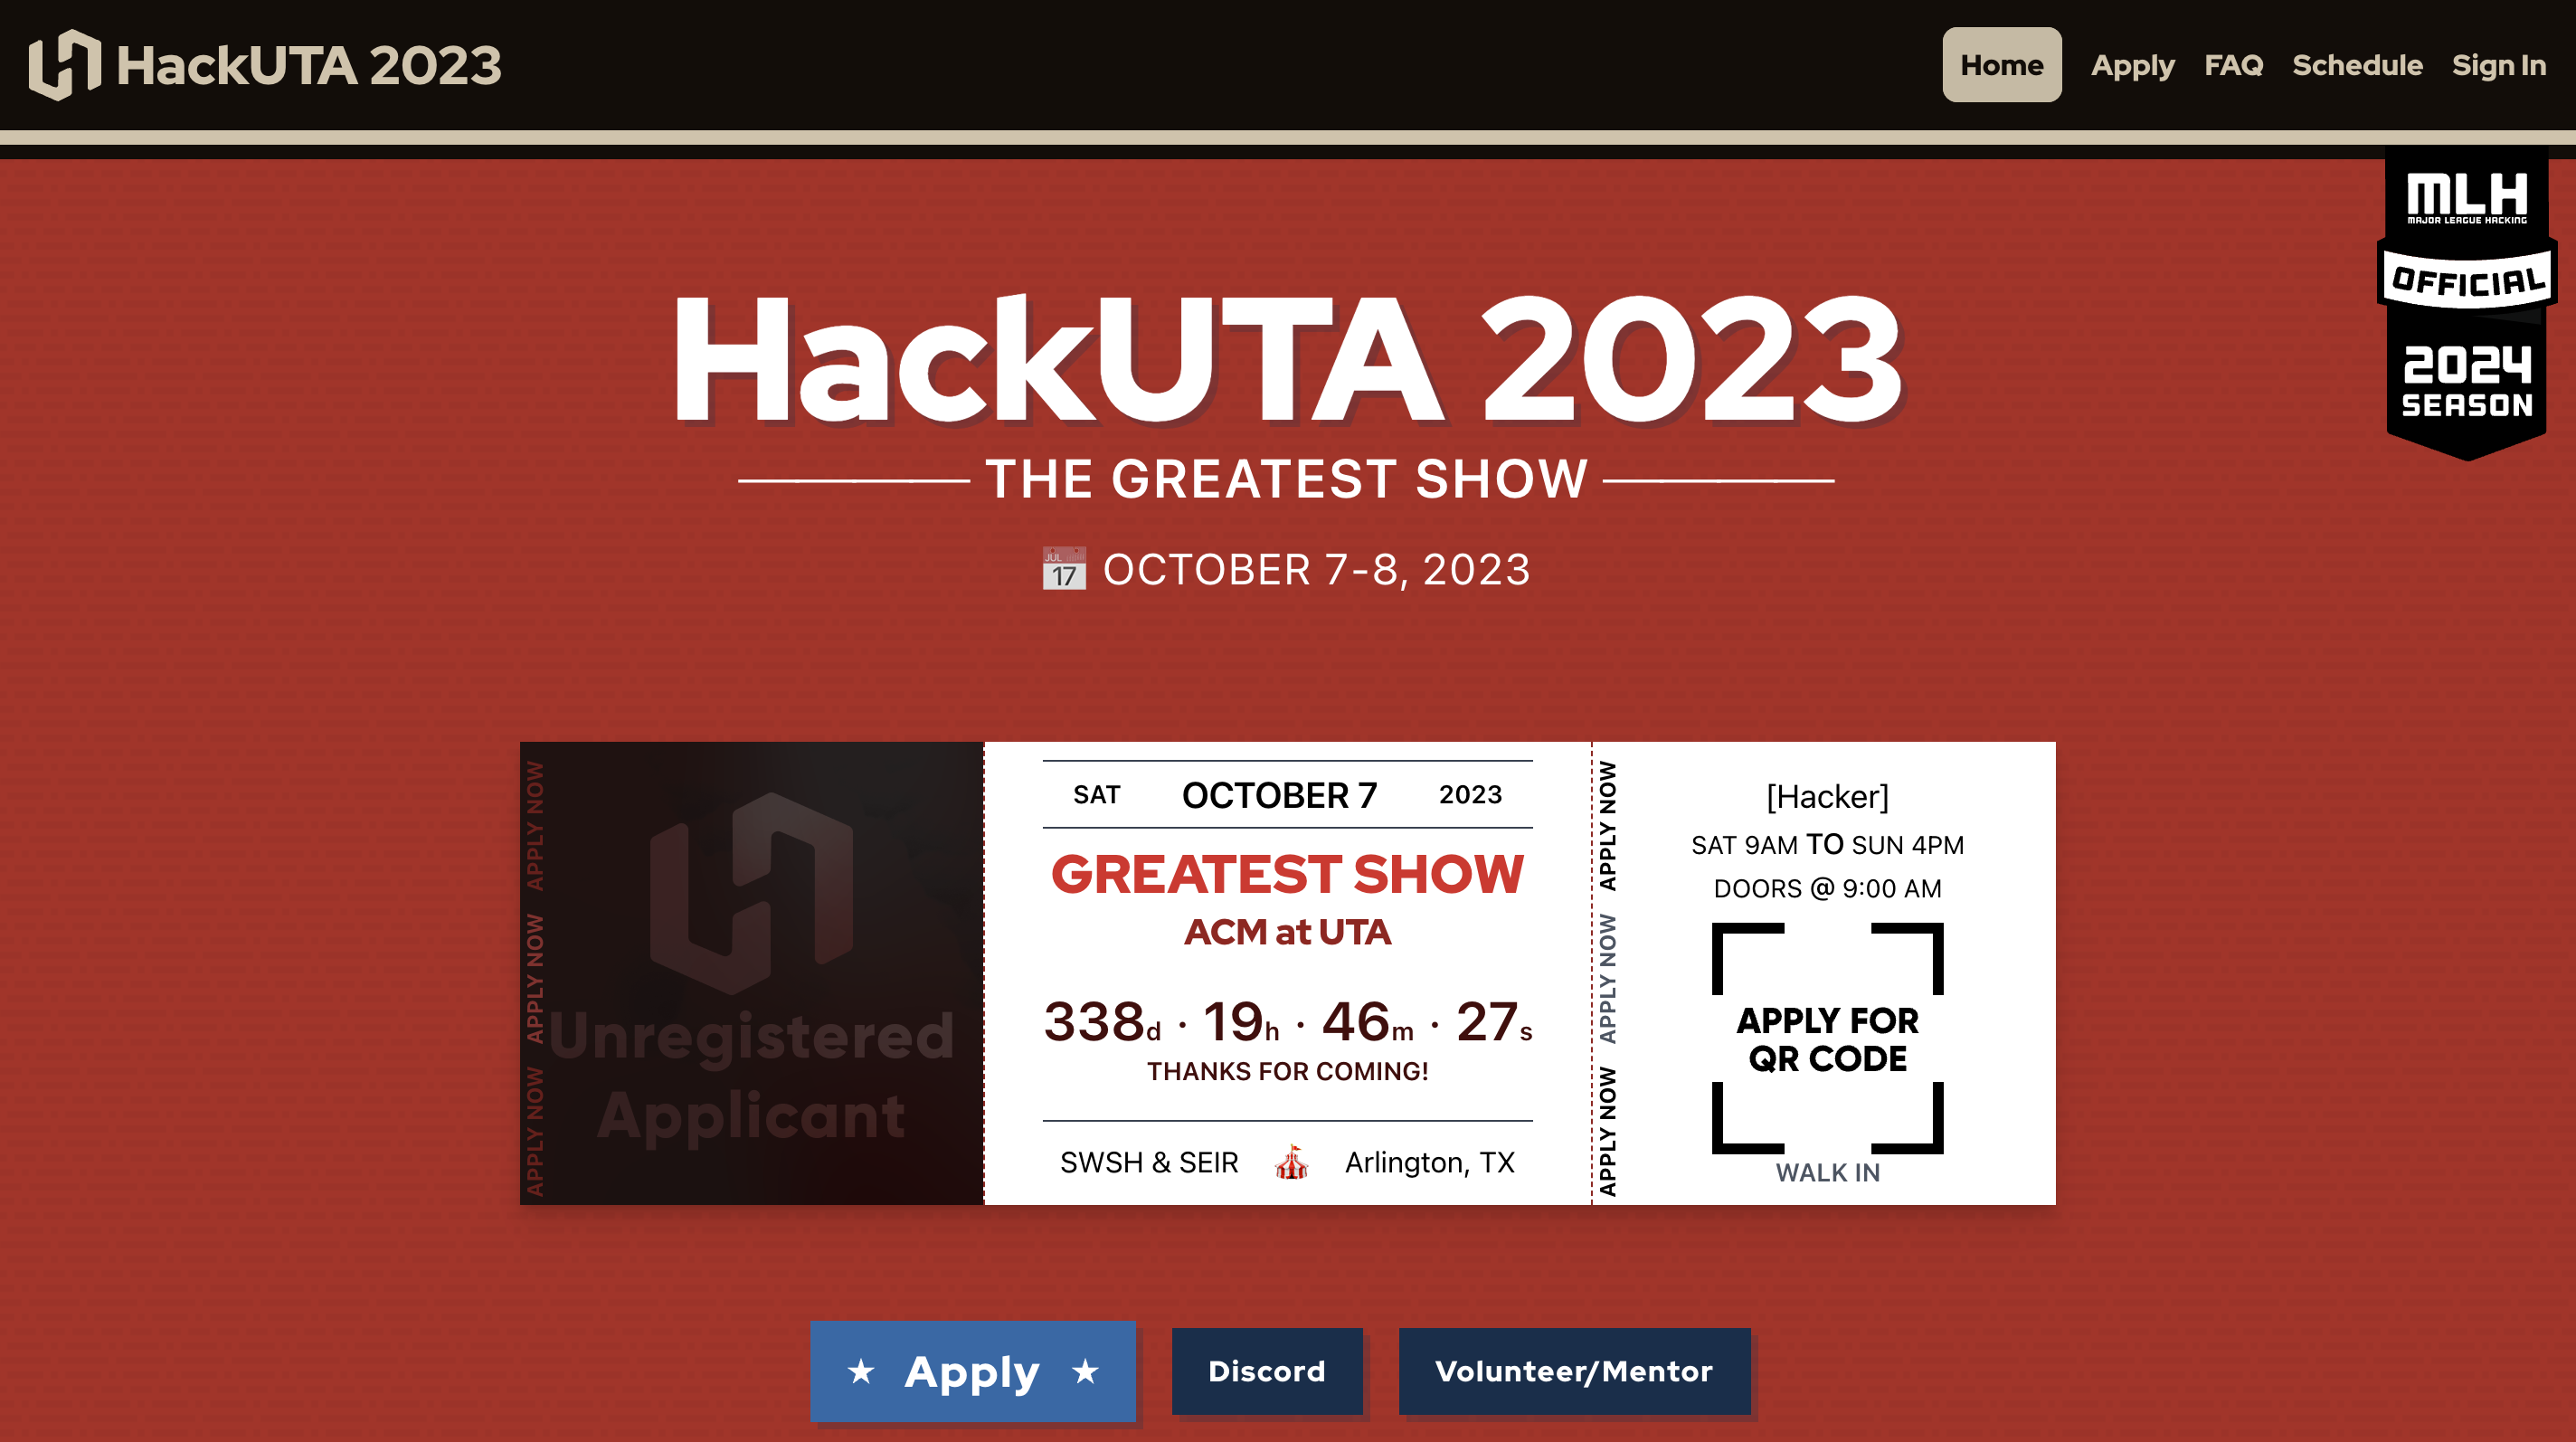 HackUTA 2023
Home Apply FAQ Schedule Sign In
MLH
MAJOR LEAGUE HACKING
OFFICIAL
2024
SEASON
HackUTA 2023
THE GREATEST SHOW
JUL
17
OCTOBER 7-8, 2023
APPLY NOW APPLY NOW APPLY NOW
Unregistered
Applicant
SAT OCTOBER 7 2023
GREATEST SHOW
ACM at UTA
338d · 19h · 46m · 27s
THANKS FOR COMING!
SWSH & SEIR Arlington, TX
APPLY NOW APPLY NOW APPLY NOW
[Hacker]
SAT 9AM TO SUN 4PM
DOORS @ 9:00 AM
APPLY FOR
QR CODE
WALK IN
★ Apply ★
Discord
Volunteer/Mentor